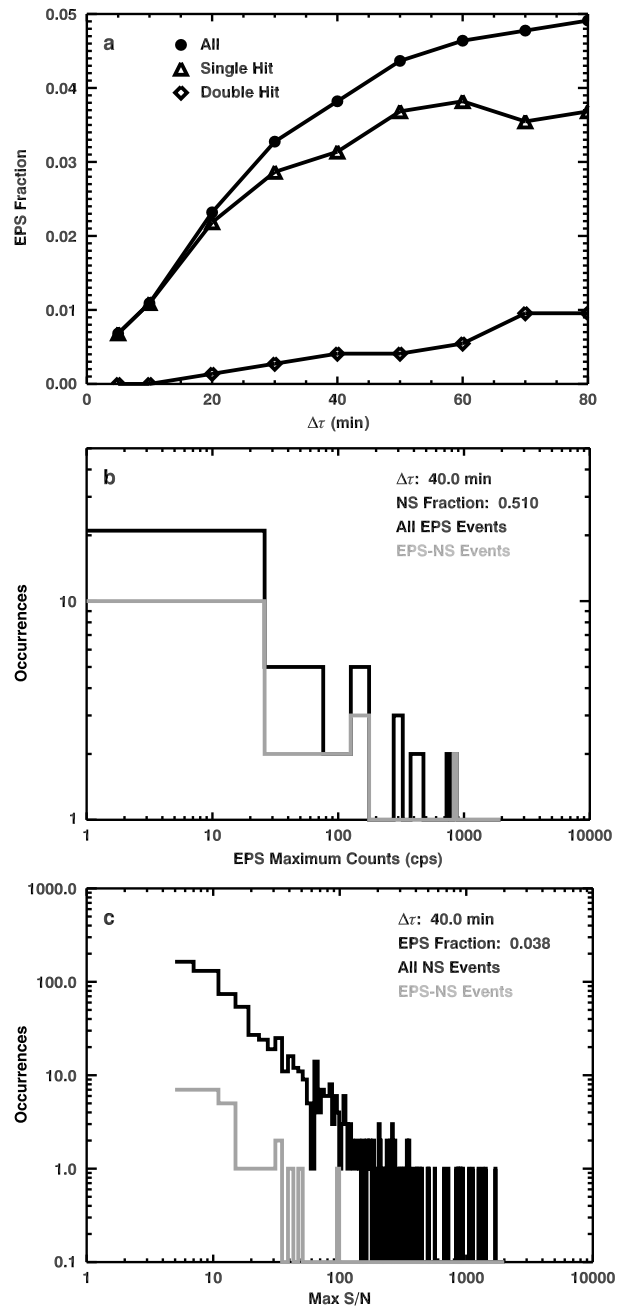 0.05
a
All
Single Hit
Double Hit
0.04
0.03
0.02
0.01
0.00
EPS Fraction
0 20 40 60 80
Δτ (min)
b
Δτ: 40.0 min
NS Fraction: 0.510
All EPS Events
EPS-NS Events
10
1
Occurrences
1 10 100 1000 10000
EPS Maximum Counts (cps)
1000.0
c
Δτ: 40.0 min
EPS Fraction: 0.038
All NS Events
EPS-NS Events
100.0
10.0
1.0
0.1
Occurrences
1 10 100 1000 10000
Max S/N